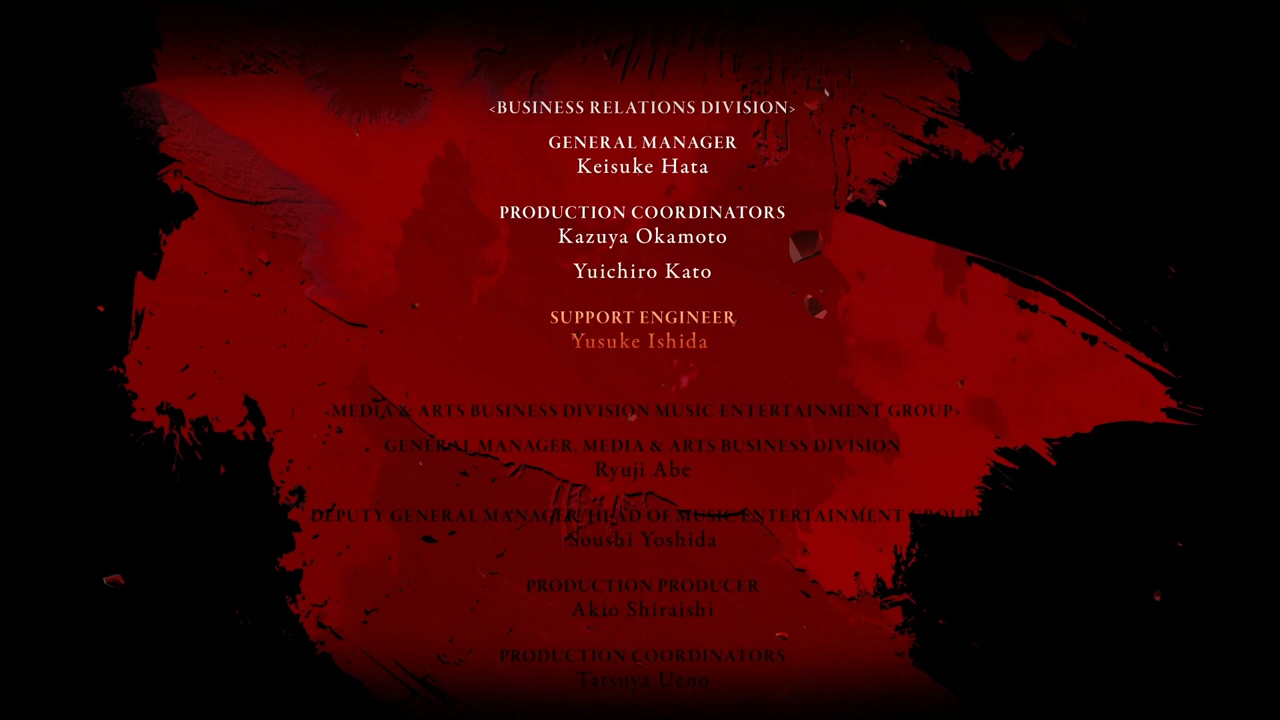 <BUSINESS RELATIONS DIVISION>
GENERAL MANAGER
Keisuke Hata
PRODUCTION COORDINATORS
Kazuya Okamoto
Yuichiro Kato
SUPPORT ENGINEER
Yusuke Ishida
<MEDIA & ARTS BUSINESS DIVISION MUSIC ENTERTAINMENT GROUP>
GENERAL MANAGER, MEDIA & ARTS BUSINESS DIVISION
Ryuji Abe
DEPUTY GENERAL MANAGER, HEAD OF MUSIC ENTERTAINMENT GROUP
Soushi Yoshida
PRODUCTION PRODUCER
Akio Shiraishi
PRODUCTION COORDINATORS
Tatsuya Ueno